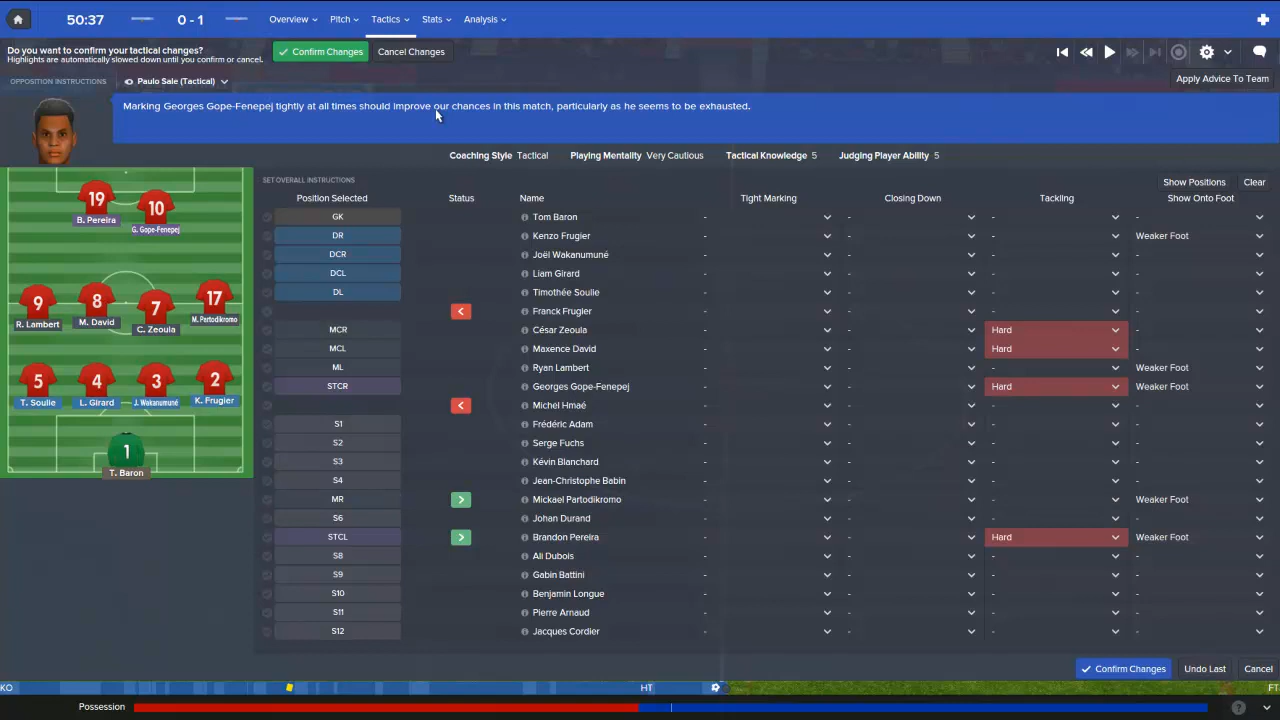 50:37 0 - 1 Overview Pitch Tactics Stats Analysis
Do you want to confirm your tactical changes?
Highlights are automatically slowed down until you confirm or cancel.
Confirm Changes Cancel Changes
OPPOSITION INSTRUCTIONS Paulo Sale (Tactical) Apply Advice To Team
Marking Georges Gope-Fenepej tightly at all times should improve our chances in this match, particularly as he seems to be exhausted.
Coaching Style Tactical Playing Mentality Very Cautious Tactical Knowledge 5 Judging Player Ability 5
SET OVERALL INSTRUCTIONS Show Positions Clear
Position Selected Status Name Tight Marking Closing Down Tackling Show Onto Foot
GK Tom Baron - - - -
DR Kenzo Frugier - - - Weaker Foot
DCR Joël Wakanumuné - - - -
DCL Liam Girard - - - -
DL Timothée Soulie - - - -
< Franck Frugier - - - -
MCR César Zeoula - - Hard -
MCL Maxence David - - Hard -
ML Ryan Lambert - - - Weaker Foot
STCR Georges Gope-Fenepej - - Hard Weaker Foot
< Michel Hmaé - - - -
S1 Frédéric Adam - - - -
S2 Serge Fuchs - - - -
S3 Kévin Blanchard - - - -
S4 Jean-Christophe Babin - - - -
MR > Mickael Partodikromo - - - Weaker Foot
S6 Johan Durand - - - -
STCL > Brandon Pereira - - Hard Weaker Foot
S8 Ali Dubois - - - -
S9 Gabin Battini - - - -
S10 Benjamin Longue - - - -
S11 Pierre Arnaud - - - -
S12 Jacques Cordier - - - -
19 10
B. Pereira G. Gope-Fenepej
9 8 7 17
R. Lambert M. David C. Zeoula M. Partodikromo
5 4 3 2
T. Soulie L. Girard J. Wakanumuné K. Frugier
1
T. Baron
Confirm Changes Undo Last Cancel
KO HT FT
Possession ?